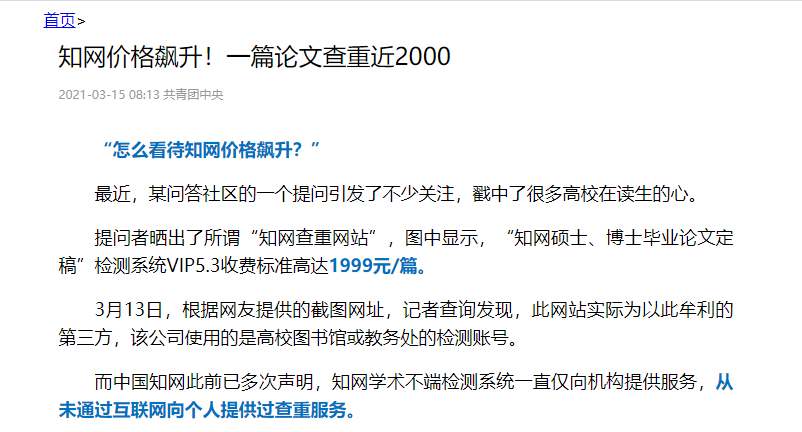 首页>
知网价格飙升！一篇论文查重近2000
2021-03-15 08:13 共青团中央
“怎么看待知网价格飙升？”
最近，某问答社区的一个提问引发了不少关注，戳中了很多高校在读生的心。
提问者晒出了所谓“知网查重网站”，图中显示，“知网硕士、博士毕业论文定
稿”检测系统VIP5.3收费标准高达1999元/篇。
3月13日，根据网友提供的截图网址，记者查询发现，此网站实际为以此牟利的
第三方，该公司使用的是高校图书馆或教务处的检测账号。
而中国知网此前已多次声明，知网学术不端检测系统一直仅向机构提供服务，从
未通过互联网向个人提供过查重服务。